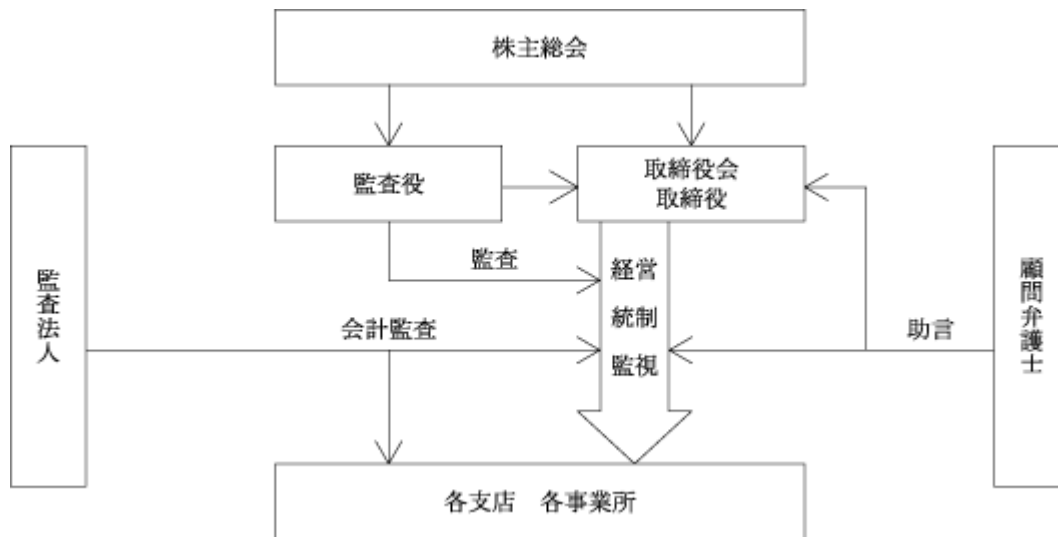 株主総会
監査役
取締役会
取締役
監査法人
監査
経営
統制
監視
会計監査
助言
顧問弁護士
各支店　各事業所